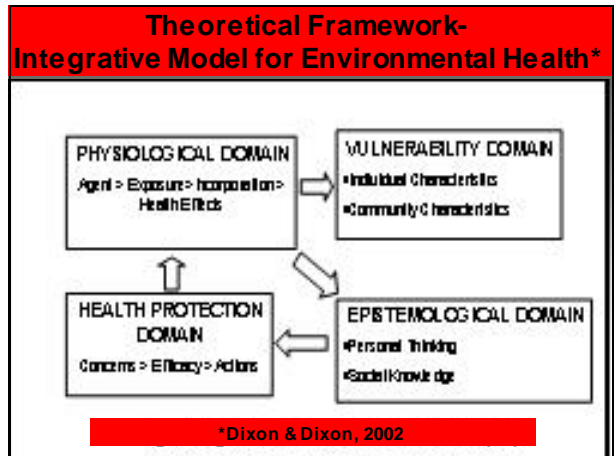 Theoretical Framework-
Integrative Model for Environmental Health*
PHYSIOLOGICAL DOMAIN
Agent > Exposure > Incorporation >
Health Effects
VULNERABILITY DOMAIN
•Individual Characteristics
•Community Characteristics
HEALTH PROTECTION
DOMAIN
Concerns > Efficacy > Actions
EPISTEMOLOGICAL DOMAIN
•Personal Thinking
•Social Knowledge
*Dixon & Dixon, 2002